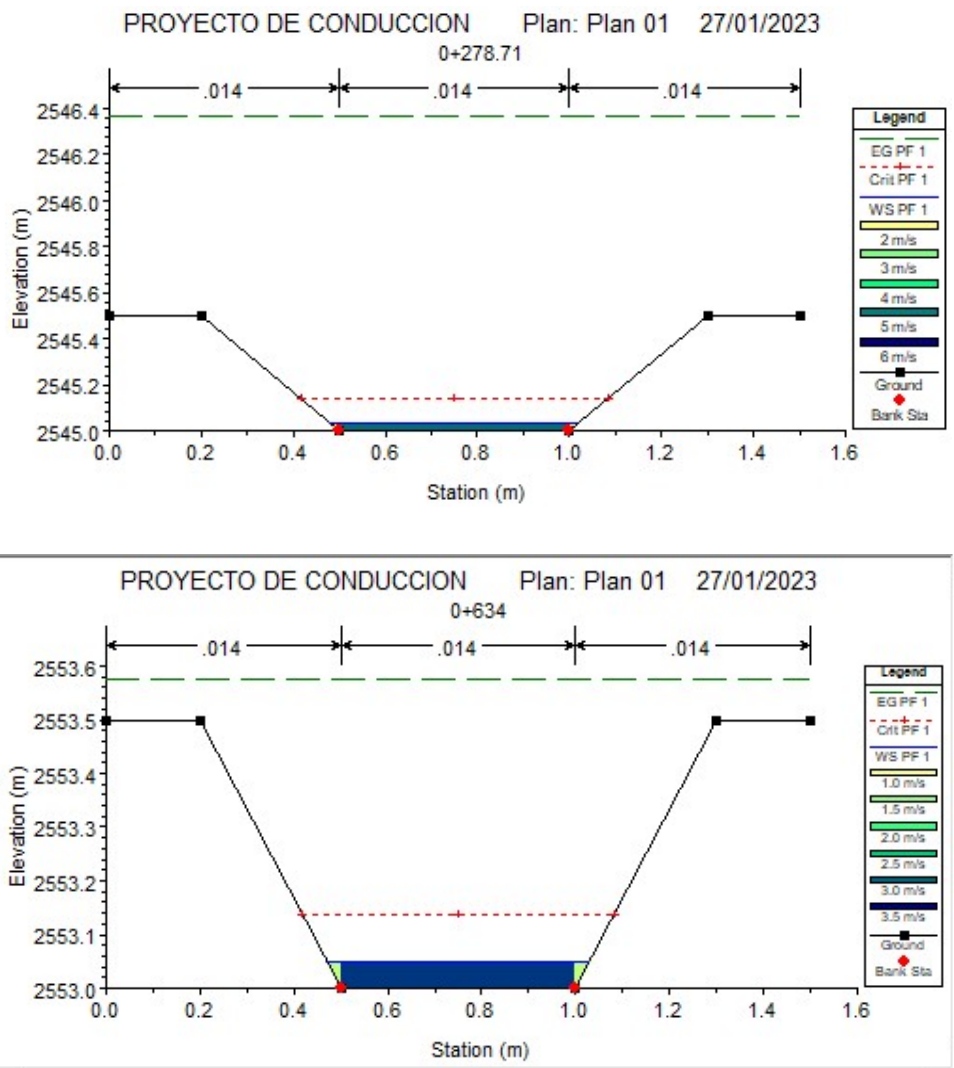 PROYECTO DE CONDUCCION Plan: Plan 01 27/01/2023
0+278.71
.014 .014 .014
Elevation (m)
2546.4
2546.2
2546.0
2545.8
2545.6
2545.4
2545.2
2545.0
0.0 0.2 0.4 0.6 0.8 1.0 1.2 1.4 1.6
Station (m)
Legend
EG PF 1
Crit PF 1
WS PF 1
2 m/s
3 m/s
4 m/s
5 m/s
6 m/s
Ground
Bank Sta
PROYECTO DE CONDUCCION Plan: Plan 01 27/01/2023
0+634
.014 .014 .014
Elevation (m)
2553.6
2553.5
2553.4
2553.3
2553.2
2553.1
2553.0
0.0 0.2 0.4 0.6 0.8 1.0 1.2 1.4 1.6
Station (m)
Legend
EG PF 1
Crit PF 1
WS PF 1
1.0 m/s
1.5 m/s
2.0 m/s
2.5 m/s
3.0 m/s
3.5 m/s
Ground
Bank Sta